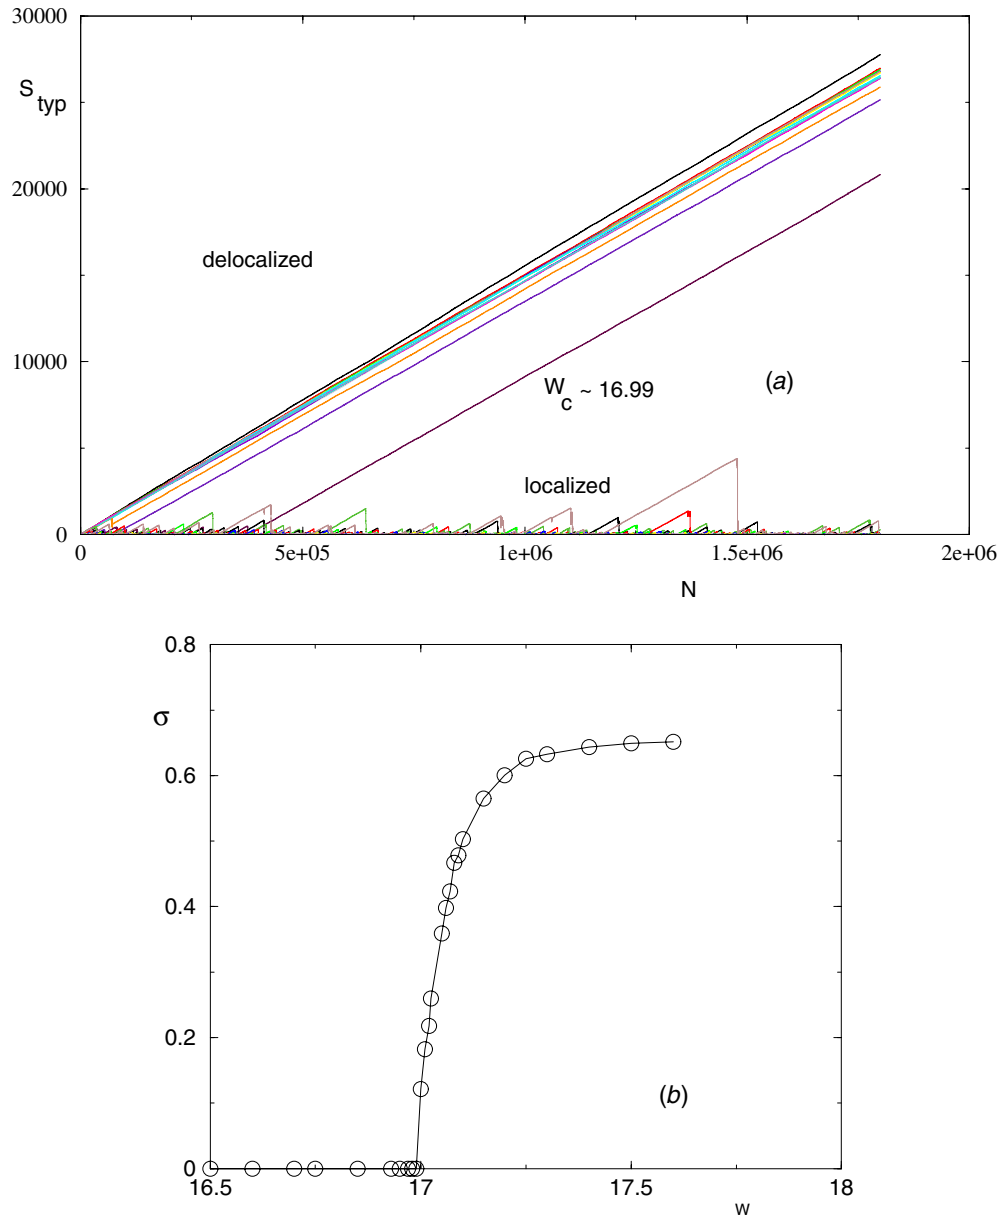 30000
S
typ
20000
delocalized
10000
W
c
~ 16.99
(a)
localized
0
0
5e+05
1e+06
1.5e+06
2e+06
N
0.8
σ
0.6
0.4
0.2
(b)
0
16.5
17
17.5
18
w